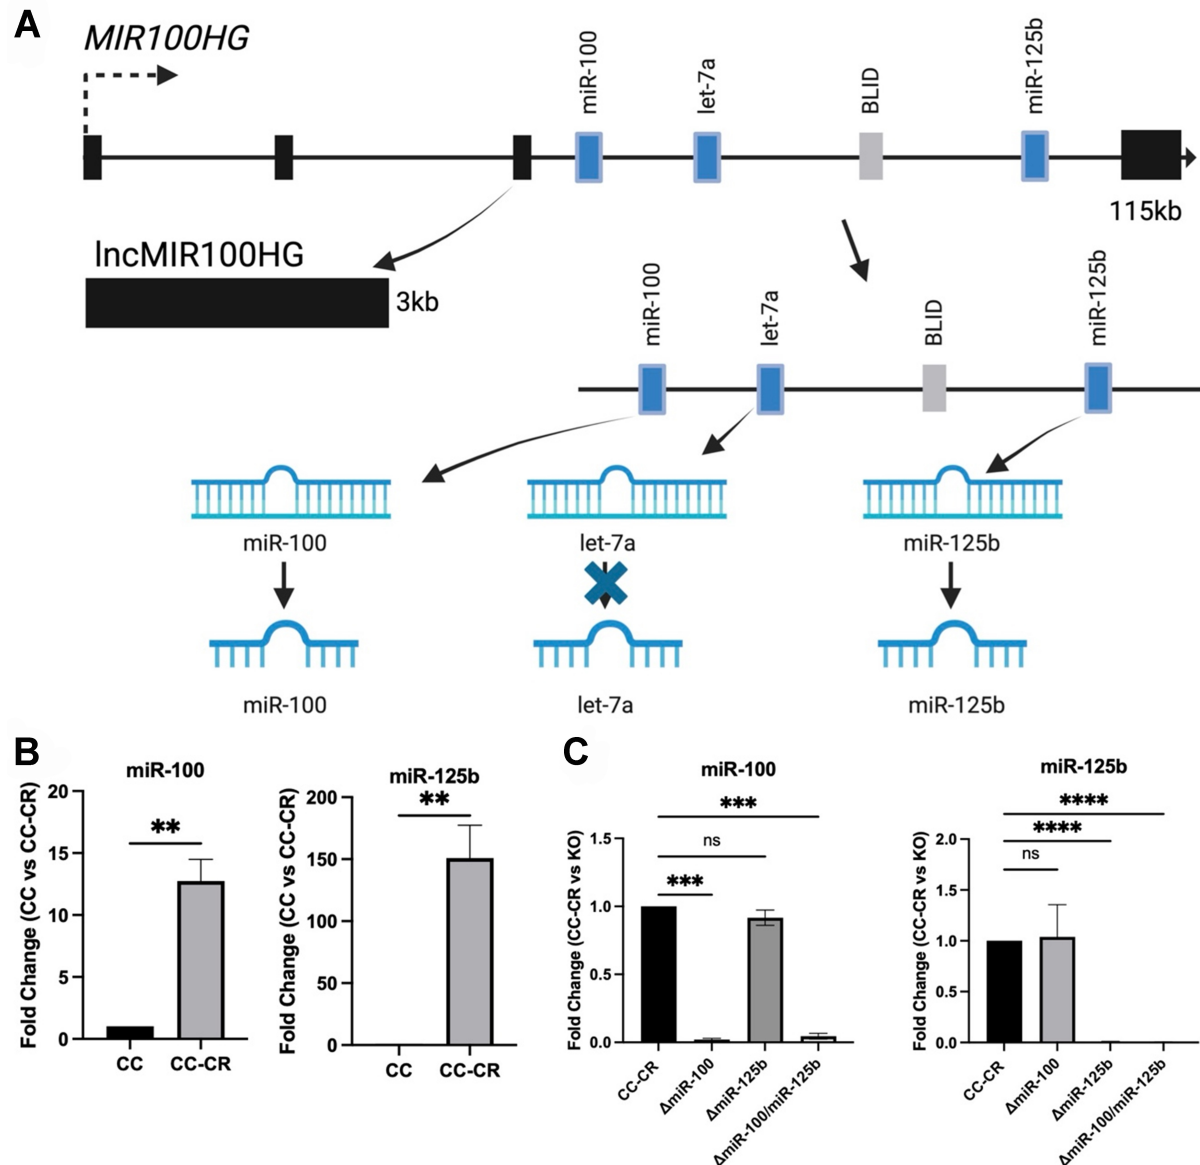 A
MIR100HG
miR-100
let-7a
BLID
miR-125b
115kb
lncMIR100HG
3kb
miR-100
let-7a
BLID
miR-125b
miR-100
let-7a
miR-125b
miR-100
let-7a
miR-125b
B
miR-100
**
Fold Change (CC vs CC-CR)
20
15
10
5
0
CC
CC-CR
miR-125b
**
Fold Change (CC vs CC-CR)
200
150
100
50
0
CC
CC-CR
C
miR-100
***
ns
***
Fold Change (CC-CR vs KO)
1.5
1.0
0.5
0.0
CC-CR
ΔmiR-100
ΔmiR-125b
ΔmiR-100/miR-125b
miR-125b
****
****
ns
Fold Change (CC-CR vs KO)
2.0
1.5
1.0
0.5
0.0
CC-CR
ΔmiR-100
ΔmiR-125b
ΔmiR-100/miR-125b